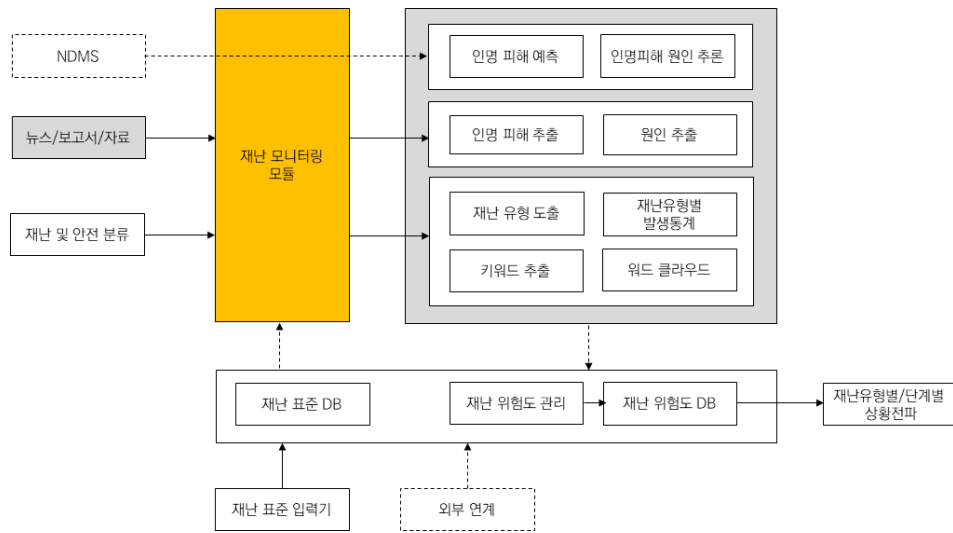 NDMS
인명 피해 예측
인명피해 원인 추론
뉴스/보고서/자료
재난 모니터링
모듈
인명 피해 추출
원인 추출
재난 및 안전 분류
재난 유형 도출
재난유형별
발생통계
키워드 추출
워드 클라우드
재난 표준 DB
재난 위험도 관리
재난 위험도 DB
재난유형별/단계별
상황전파
재난 표준 입력기
외부 연계